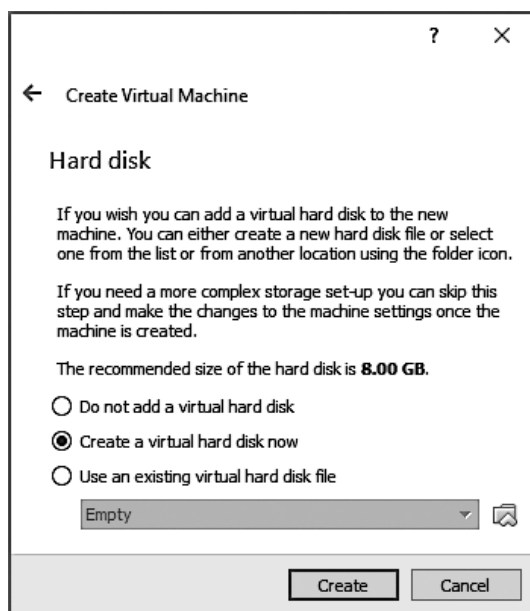 ?
Create Virtual Machine
Hard disk
If you wish you can add a virtual hard disk to the new
machine. You can either create a new hard disk file or select
one from the list or from another location using the folder icon.
If you need a more complex storage set-up you can skip this
step and make the changes to the machine settings once the
machine is created.
The recommended size of the hard disk is 8.00 GB.
Do not add a virtual hard disk
Create a virtual hard disk now
Use an existing virtual hard disk file
Empty
Create Cancel